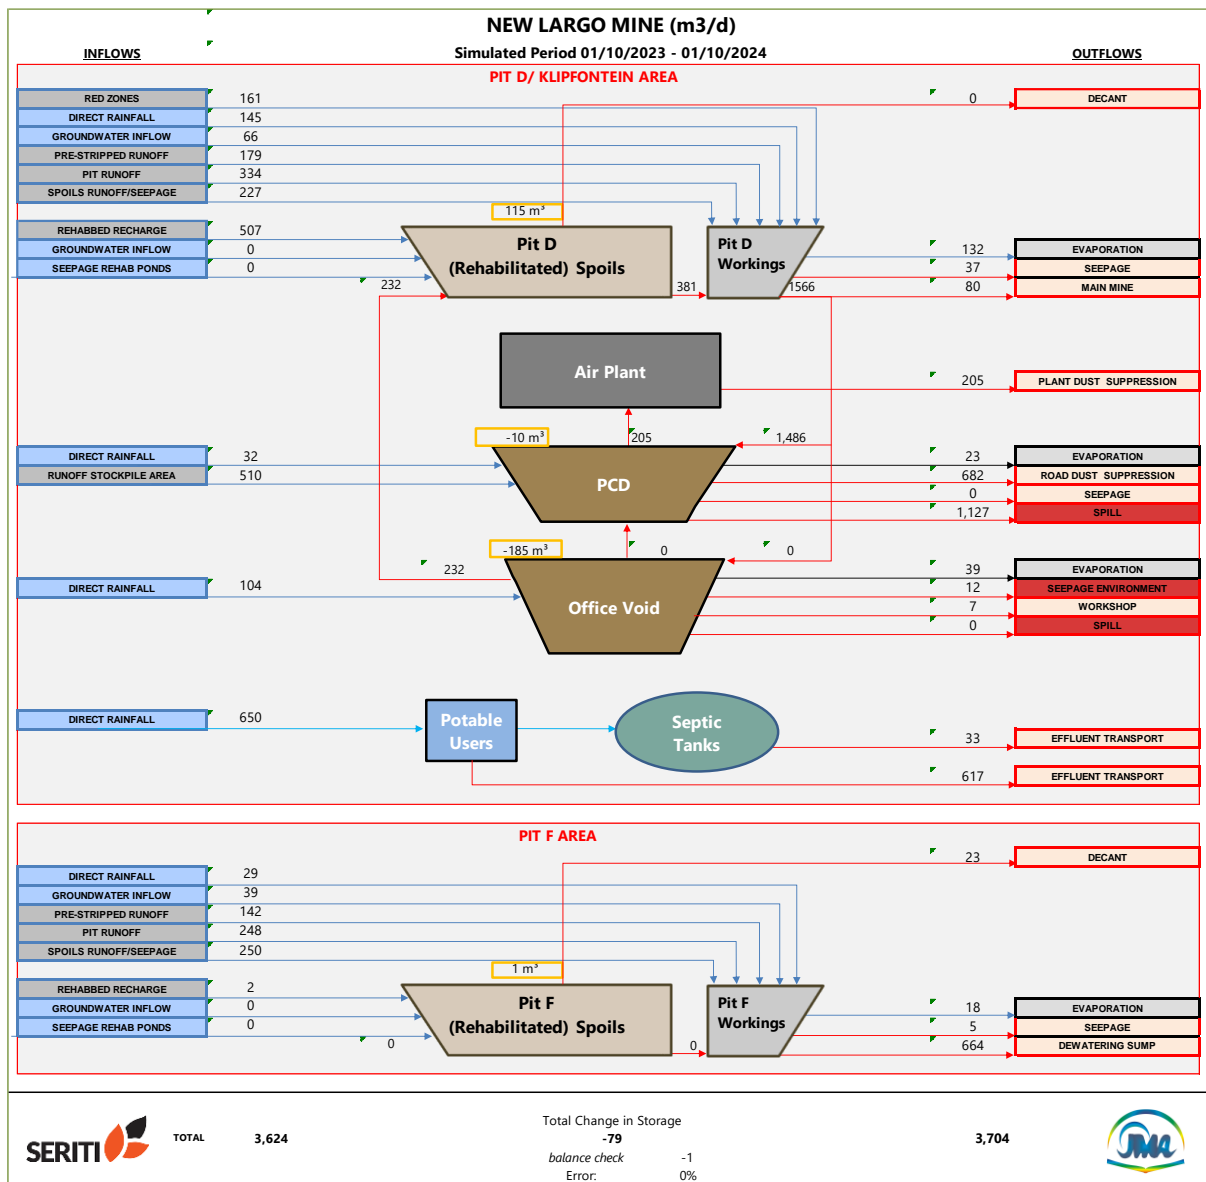 NEW LARGO MINE (m3/d)
INFLOWS
Simulated Period 01/10/2023 - 01/10/2024
OUTFLOWS
PIT D/ KLIPFONTEIN AREA
RED ZONES 161
0 DECANT
DIRECT RAINFALL 145
GROUNDWATER INFLOW 66
PRE-STRIPPED RUNOFF 179
PIT RUNOFF 334
SPOILS RUNOFF/SEEPAGE 227
115 m³
REHABBED RECHARGE 507
GROUNDWATER INFLOW 0
SEEPAGE REHAB PONDS 0
Pit D
(Rehabilitated) Spoils
Pit D
Workings
132 EVAPORATION
37 SEEPAGE
80 MAIN MINE
232
381
1566
Air Plant
205 PLANT DUST SUPPRESSION
-10 m³
205
1,486
DIRECT RAINFALL 32
RUNOFF STOCKPILE AREA 510
PCD
23 EVAPORATION
682 ROAD DUST SUPPRESSION
0 SEEPAGE
1,127 SPILL
-185 m³
0
0
232
DIRECT RAINFALL 104
Office Void
39 EVAPORATION
12 SEEPAGE ENVIRONMENT
7 WORKSHOP
0 SPILL
DIRECT RAINFALL 650
Potable
Users
Septic
Tanks
33 EFFLUENT TRANSPORT
617 EFFLUENT TRANSPORT
PIT F AREA
23 DECANT
DIRECT RAINFALL 29
GROUNDWATER INFLOW 39
PRE-STRIPPED RUNOFF 142
PIT RUNOFF 248
SPOILS RUNOFF/SEEPAGE 250
1 m³
REHABBED RECHARGE 2
GROUNDWATER INFLOW 0
SEEPAGE REHAB PONDS 0
Pit F
(Rehabilitated) Spoils
Pit F
Workings
18 EVAPORATION
5 SEEPAGE
664 DEWATERING SUMP
0
0
SERITI
TOTAL 3,624
Total Change in Storage
-79
3,704
balance check -1
Error: 0%
JMA